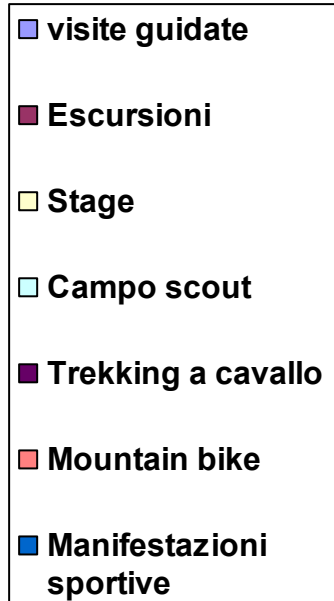 visite guidate
Escursioni
Stage
Campo scout
Trekking a cavallo
Mountain bike
Manifestazioni
sportive